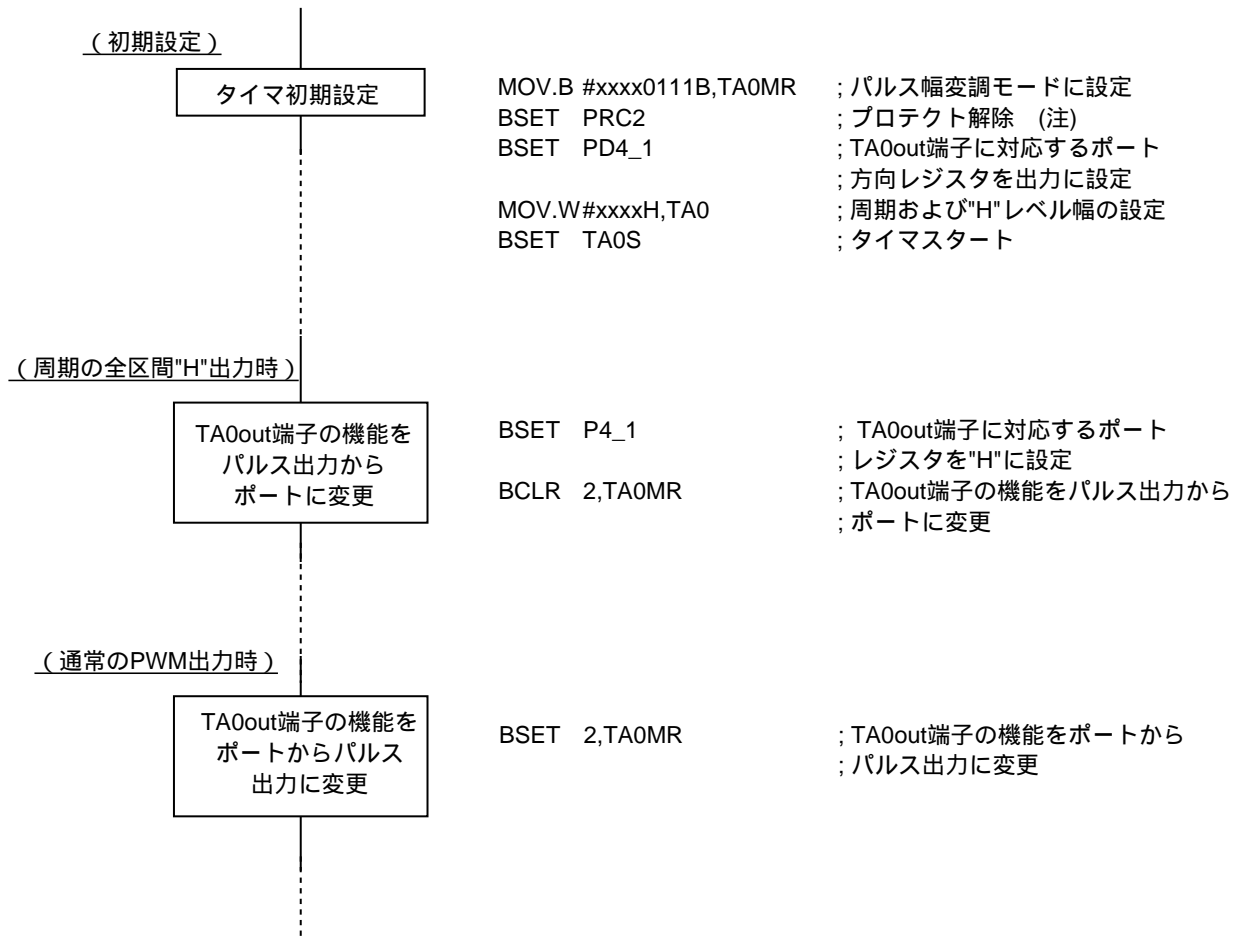 （初期設定）
タイマ初期設定
MOV.B #xxxx0111B,TA0MR ; パルス幅変調モードに設定
BSET PRC2 ; プロテクト解除 (注)
BSET PD4_1 ; TA0out端子に対応するポート
; 方向レジスタを出力に設定
MOV.W#xxxxH,TA0 ; 周期および"H"レベル幅の設定
BSET TA0S ; タイマスタート
（周期の全区間"H"出力時）
TA0out端子の機能を
パルス出力から
ポートに変更
BSET P4_1 ; TA0out端子に対応するポート
; レジスタを"H"に設定
BCLR 2,TA0MR ; TA0out端子の機能をパルス出力から
; ポートに変更
（通常のPWM出力時）
TA0out端子の機能を
ポートからパルス
出力に変更
BSET 2,TA0MR ; TA0out端子の機能をポートから
; パルス出力に変更